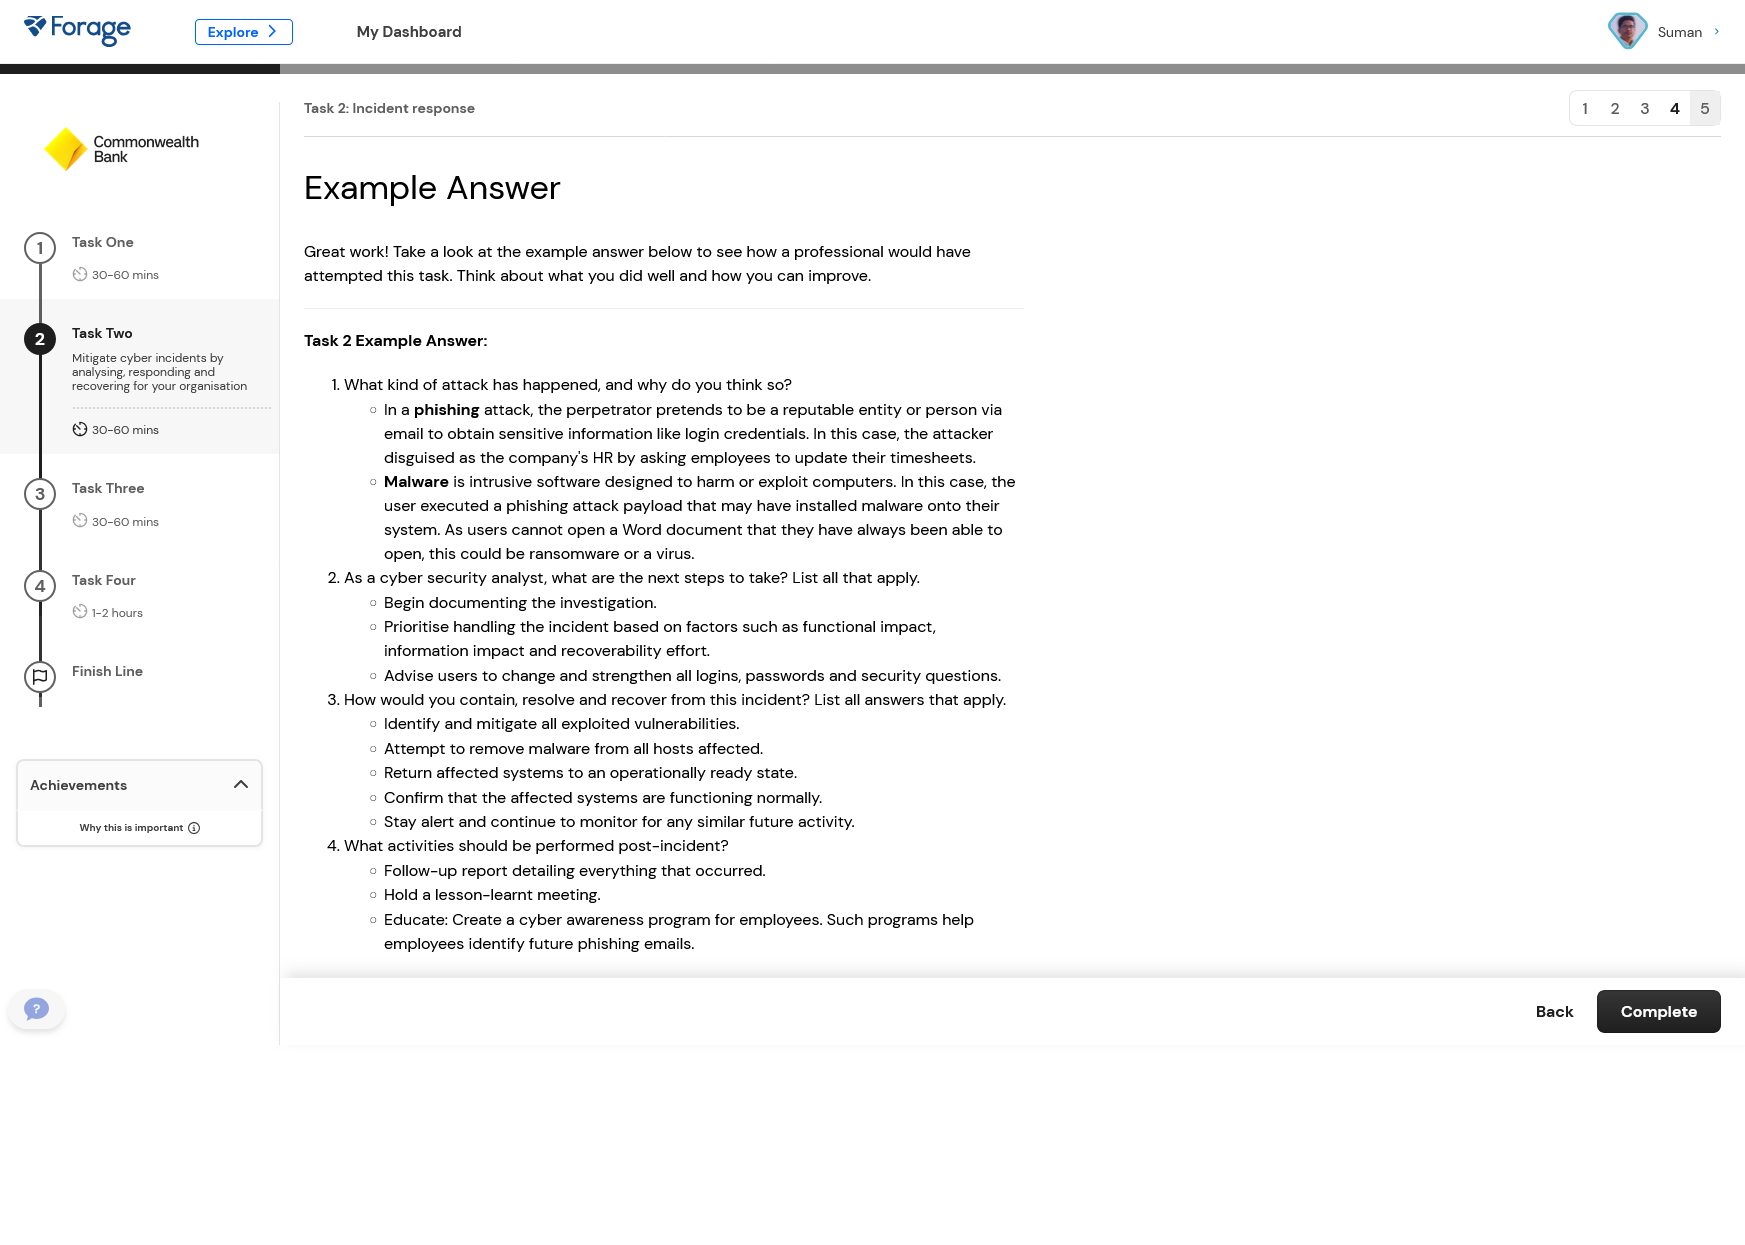 Forage
Explore
My Dashboard
Suman
Commonwealth
Bank
1
Task One
30-60 mins
2
Task Two
Mitigate cyber incidents by
analysing, responding and
recovering for your organisation
30-60 mins
3
Task Three
30-60 mins
4
Task Four
1-2 hours
Finish Line
Achievements
Why this is important
?
Task 2: Incident response
1 2 3 4 5
Example Answer
Great work! Take a look at the example answer below to see how a professional would have
attempted this task. Think about what you did well and how you can improve.
Task 2 Example Answer:
1. What kind of attack has happened, and why do you think so?
In a phishing attack, the perpetrator pretends to be a reputable entity or person via
email to obtain sensitive information like login credentials. In this case, the attacker
disguised as the company's HR by asking employees to update their timesheets.
Malware is intrusive software designed to harm or exploit computers. In this case, the
user executed a phishing attack payload that may have installed malware onto their
system. As users cannot open a Word document that they have always been able to
open, this could be ransomware or a virus.
2. As a cyber security analyst, what are the next steps to take? List all that apply.
Begin documenting the investigation.
Prioritise handling the incident based on factors such as functional impact,
information impact and recoverability effort.
Advise users to change and strengthen all logins, passwords and security questions.
3. How would you contain, resolve and recover from this incident? List all answers that apply.
Identify and mitigate all exploited vulnerabilities.
Attempt to remove malware from all hosts affected.
Return affected systems to an operationally ready state.
Confirm that the affected systems are functioning normally.
Stay alert and continue to monitor for any similar future activity.
4. What activities should be performed post-incident?
Follow-up report detailing everything that occurred.
Hold a lesson-learnt meeting.
Educate: Create a cyber awareness program for employees. Such programs help
employees identify future phishing emails.
Back
Complete